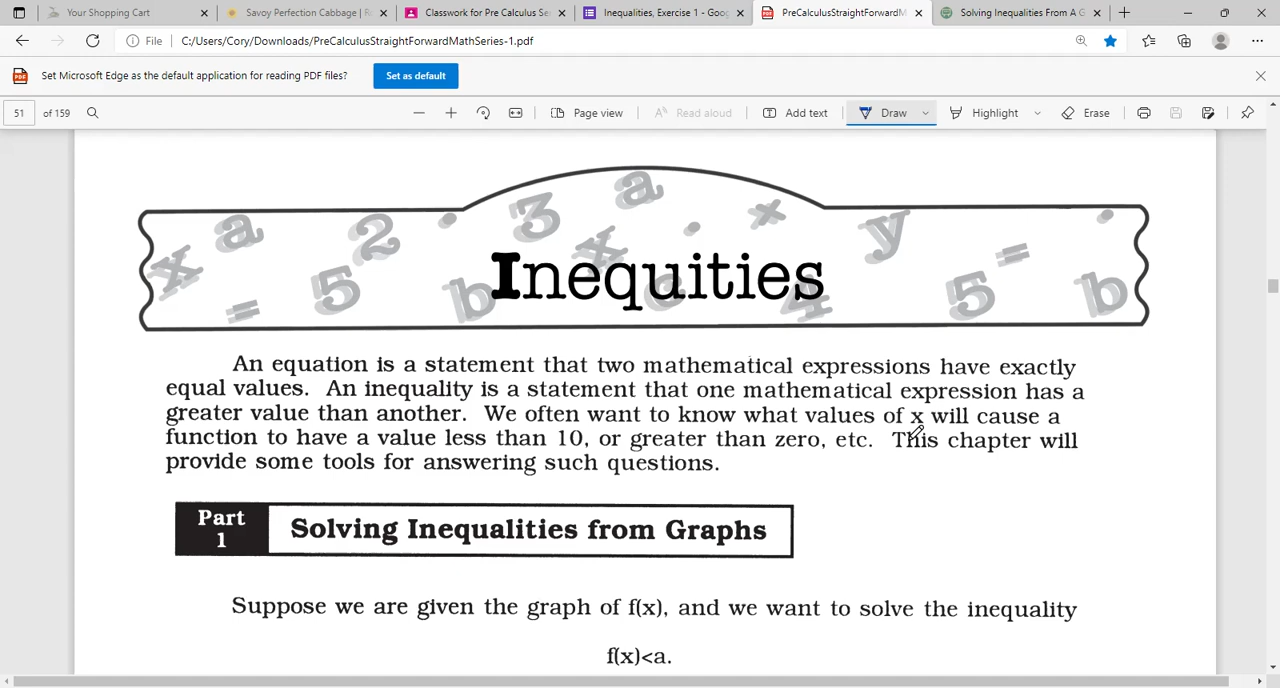 Your Shopping Cart
Savoy Perfection Cabbage | R
Classwork for Pre Calculus Se
Inequalities, Exercise 1 - Goo
PreCalculusStraightForwardM
Solving Inequalities From A G
File
C:/Users/Cory/Downloads/PreCalculusStraightForwardMathSeries-1.pdf
Set Microsoft Edge as the default application for reading PDF files?
Set as default
51 of 159
Page view
Read aloud
Add text
Draw
Highlight
Erase
x a = 5 2 b 3 x a c x 4 y 5 = b
Inequities
An equation is a statement that two mathematical expressions have exactly
equal values. An inequality is a statement that one mathematical expression has a
greater value than another. We often want to know what values of x will cause a
function to have a value less than 10, or greater than zero, etc. This chapter will
provide some tools for answering such questions.
Part
1
Solving Inequalities from Graphs
Suppose we are given the graph of f(x), and we want to solve the inequality
f(x)<a.